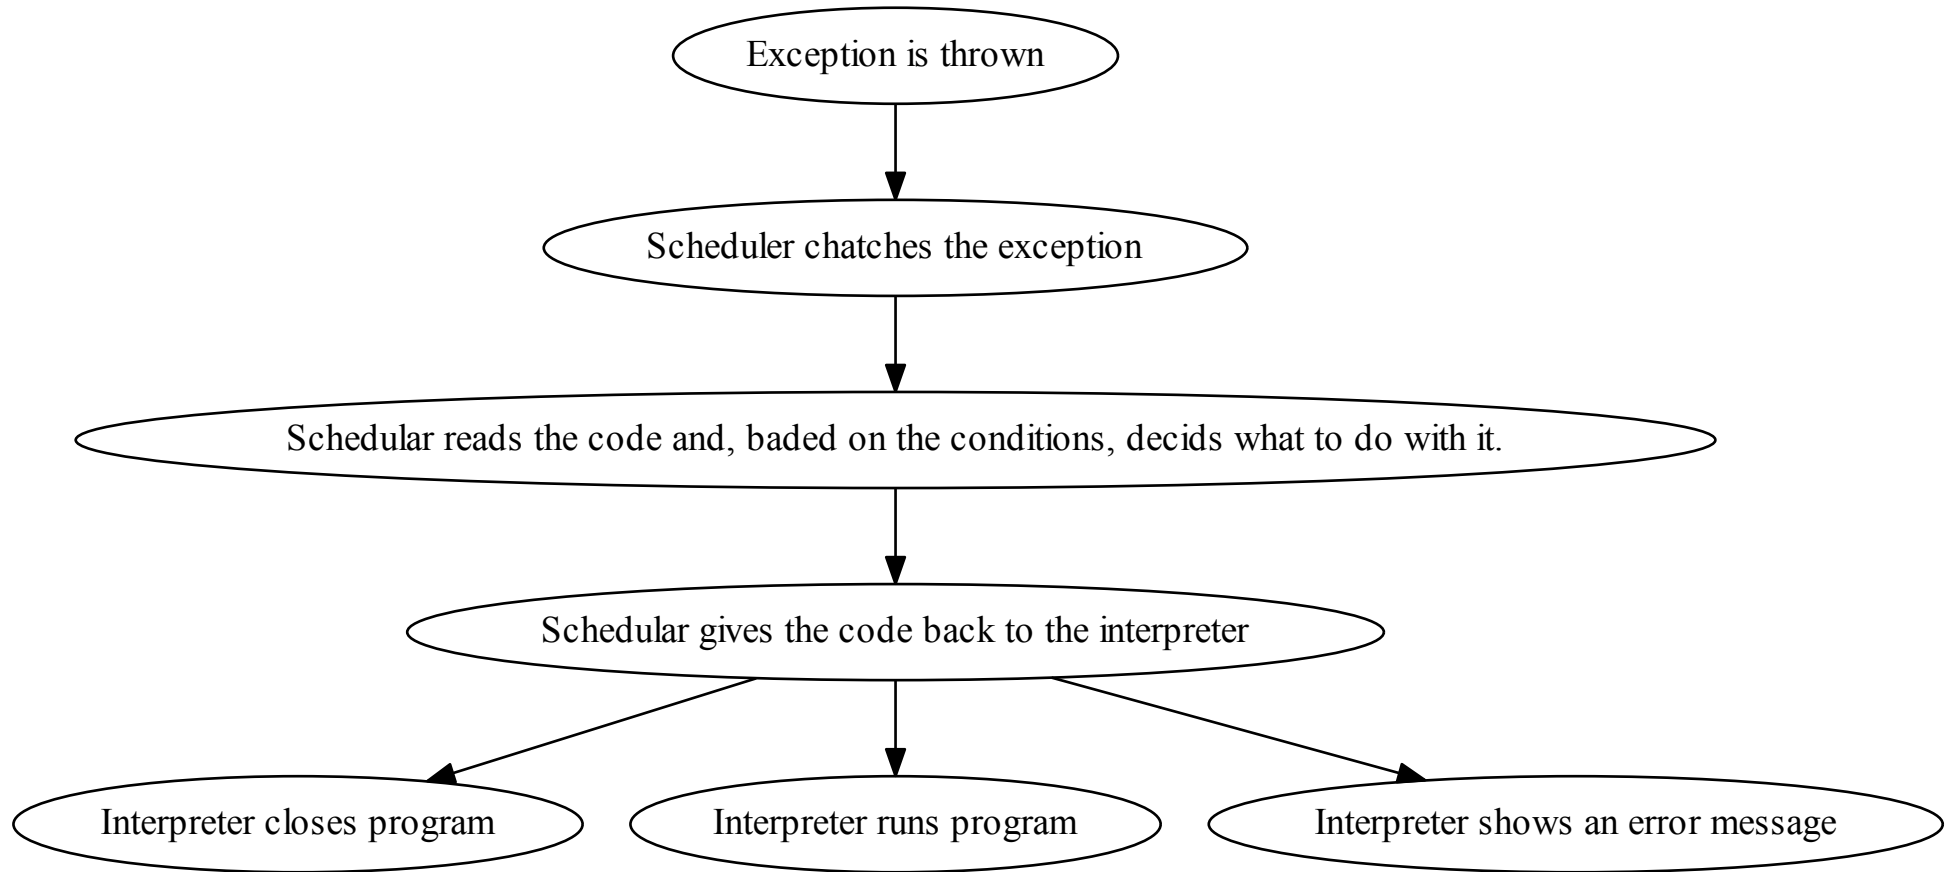 Exception is thrown
Scheduler chatches the exception
Schedular reads the code and, baded on the conditions, decids what to do with it.
Schedular gives the code back to the interpreter
Interpreter closes program
Interpreter runs program
Interpreter shows an error message